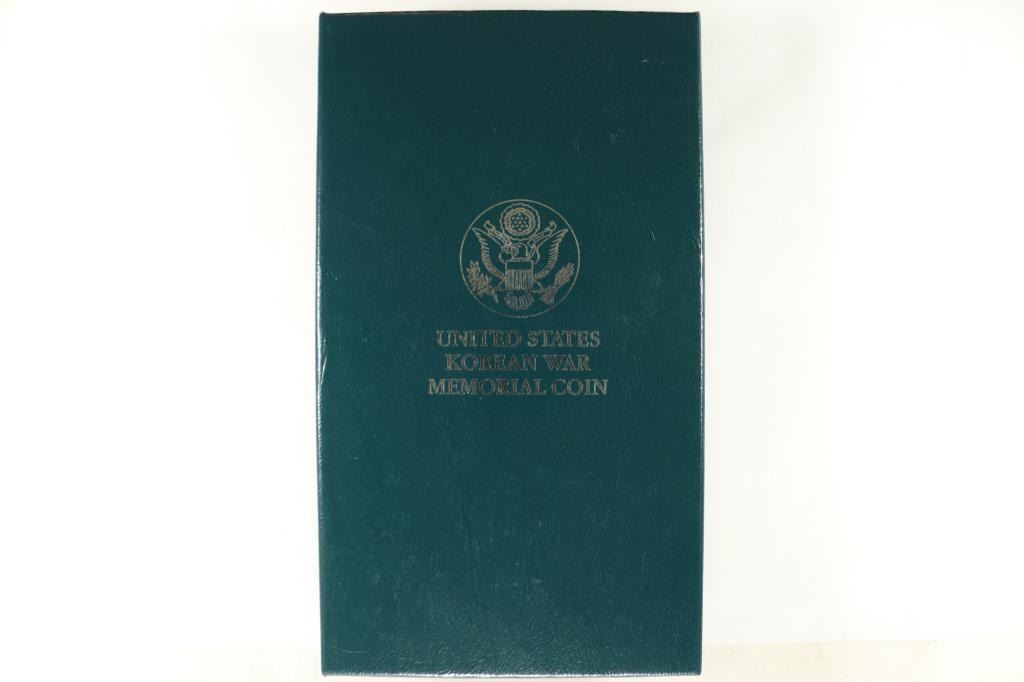 UNITED STATES
KOREAN WAR
MEMORIAL COIN